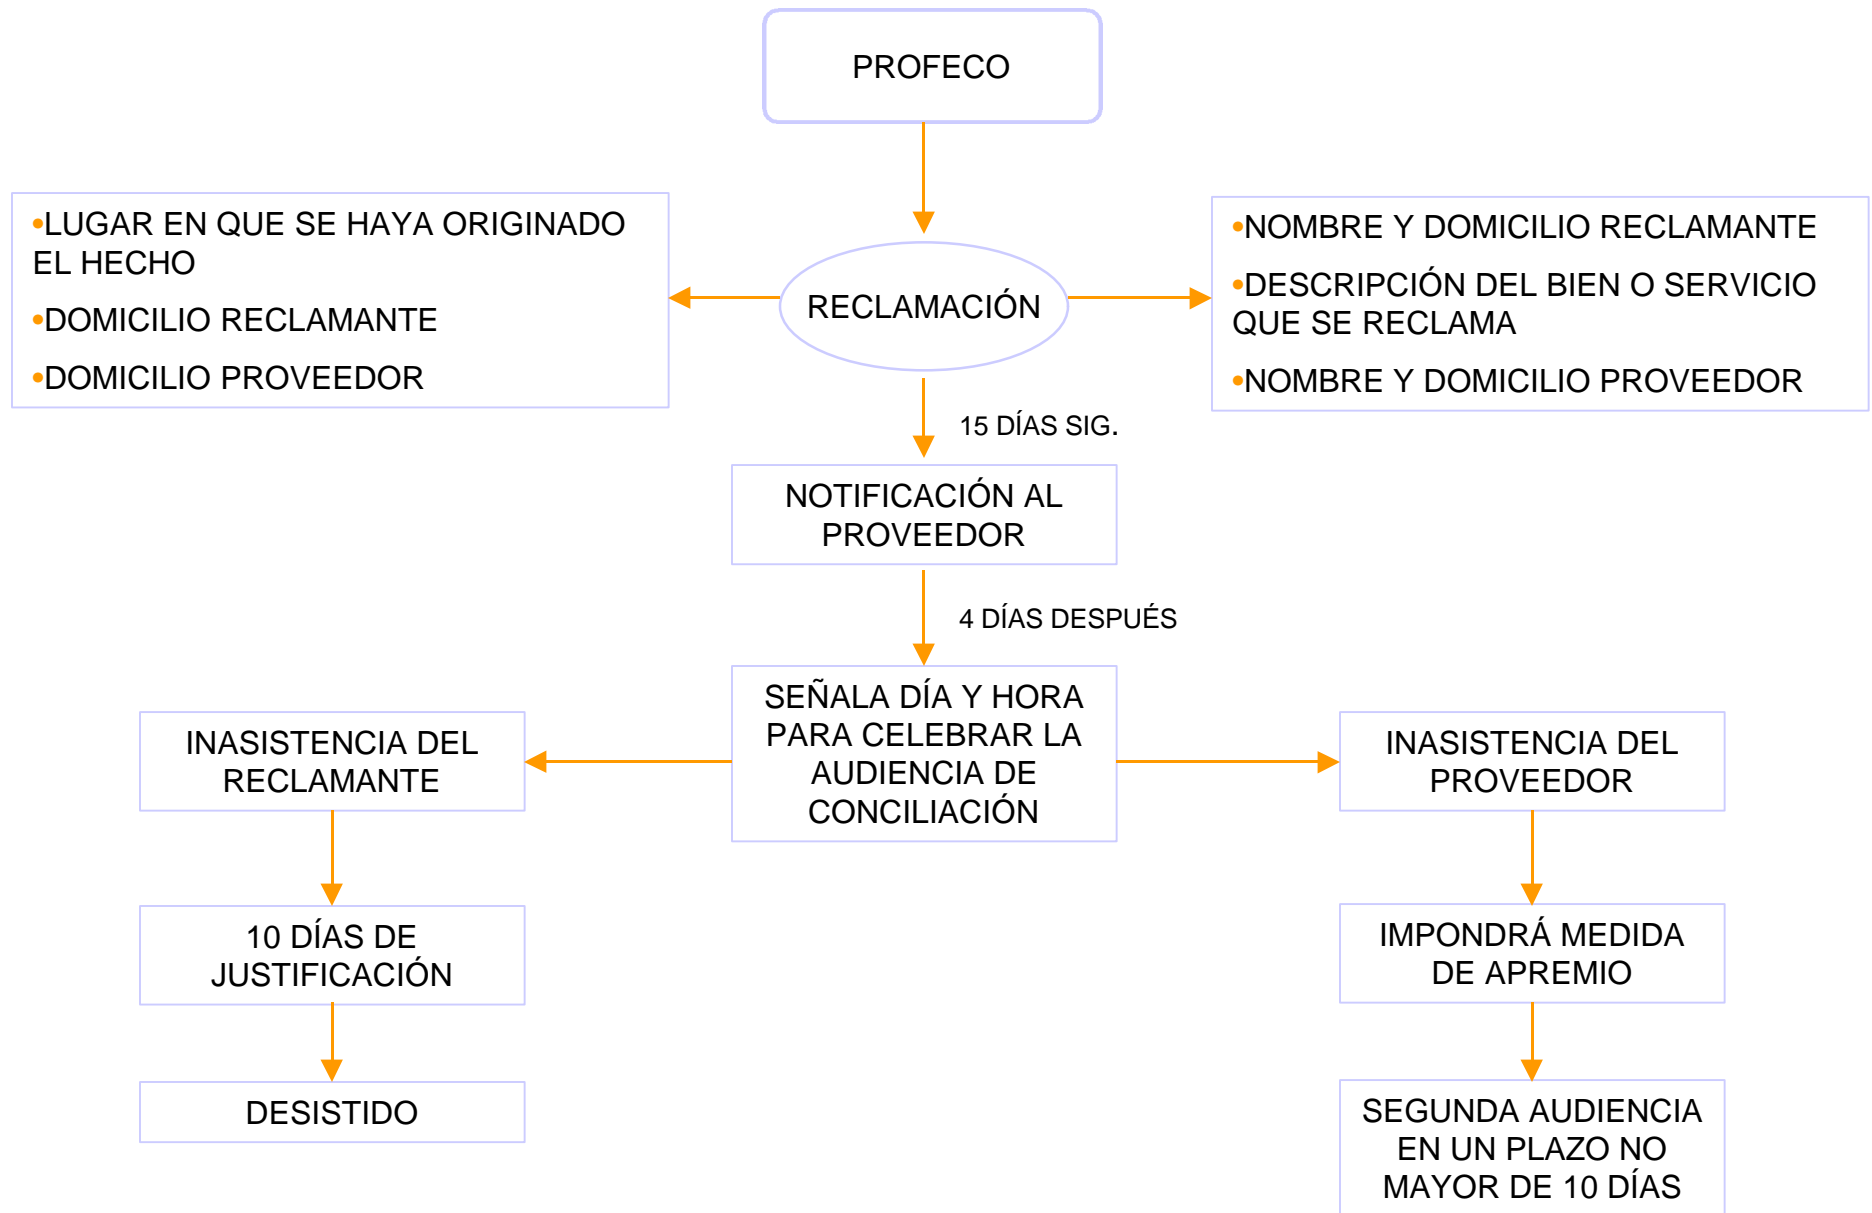 PROFECO
•LUGAR EN QUE SE HAYA ORIGINADO
EL HECHO
•DOMICILIO RECLAMANTE
•DOMICILIO PROVEEDOR
RECLAMACIÓN
•NOMBRE Y DOMICILIO RECLAMANTE
•DESCRIPCIÓN DEL BIEN O SERVICIO
QUE SE RECLAMA
•NOMBRE Y DOMICILIO PROVEEDOR
15 DÍAS SIG.
NOTIFICACIÓN AL
PROVEEDOR
4 DÍAS DESPUÉS
SEÑALA DÍA Y HORA
PARA CELEBRAR LA
AUDIENCIA DE
CONCILIACIÓN
INASISTENCIA DEL
RECLAMANTE
10 DÍAS DE
JUSTIFICACIÓN
DESISTIDO
INASISTENCIA DEL
PROVEEDOR
IMPONDRÁ MEDIDA
DE APREMIO
SEGUNDA AUDIENCIA
EN UN PLAZO NO
MAYOR DE 10 DÍAS